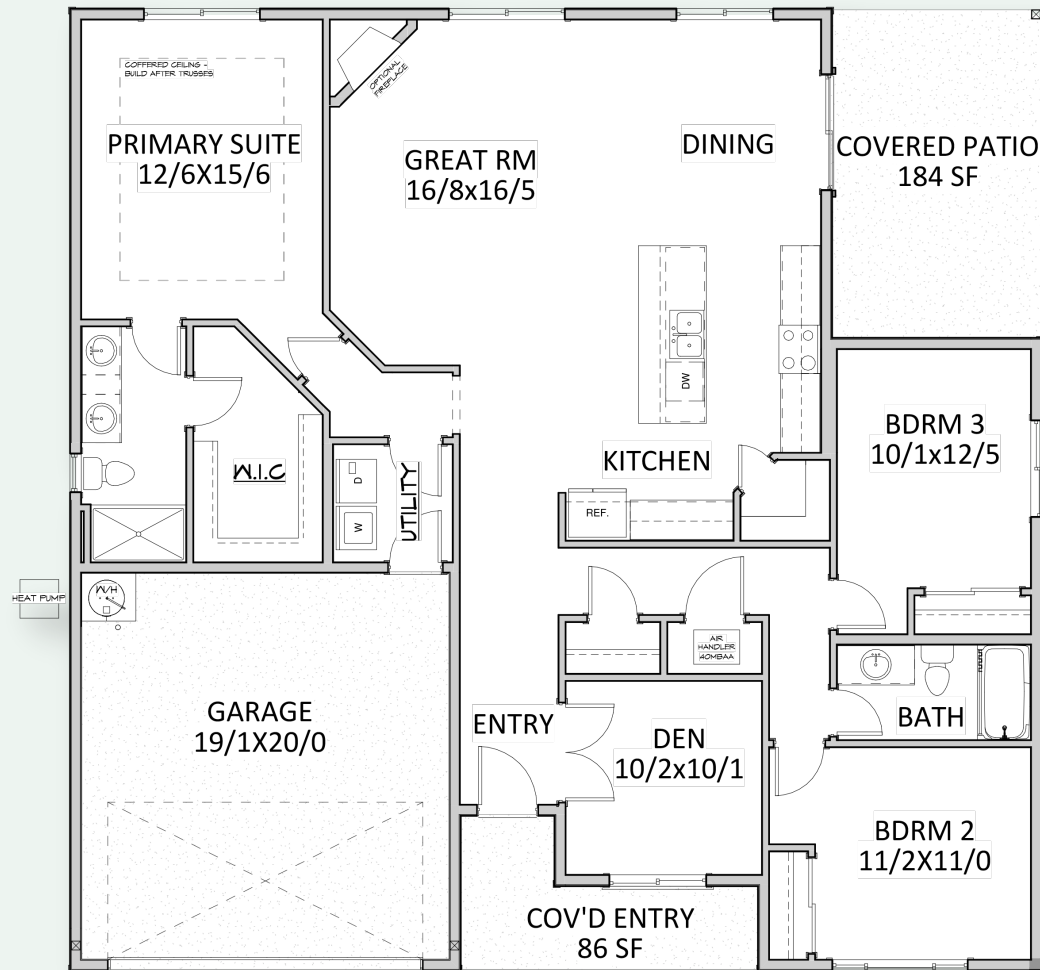 COFFERED CEILING -
BUILD AFTER TRUSSES
PRIMARY SUITE
12/6X15/6
OPTIONAL
FIREPLACE
GREAT RM
16/8x16/5
DINING
COVERED PATIO
184 SF
DW
BDRM 3
10/1x12/5
KITCHEN
W.I.C
D
W
UTILITY
REF.
HEAT PUMP
W/H
AIR
HANDLER
40MBAA
GARAGE
19/1X20/0
ENTRY
DEN
10/2x10/1
BATH
BDRM 2
11/2X11/0
COV'D ENTRY
86 SF